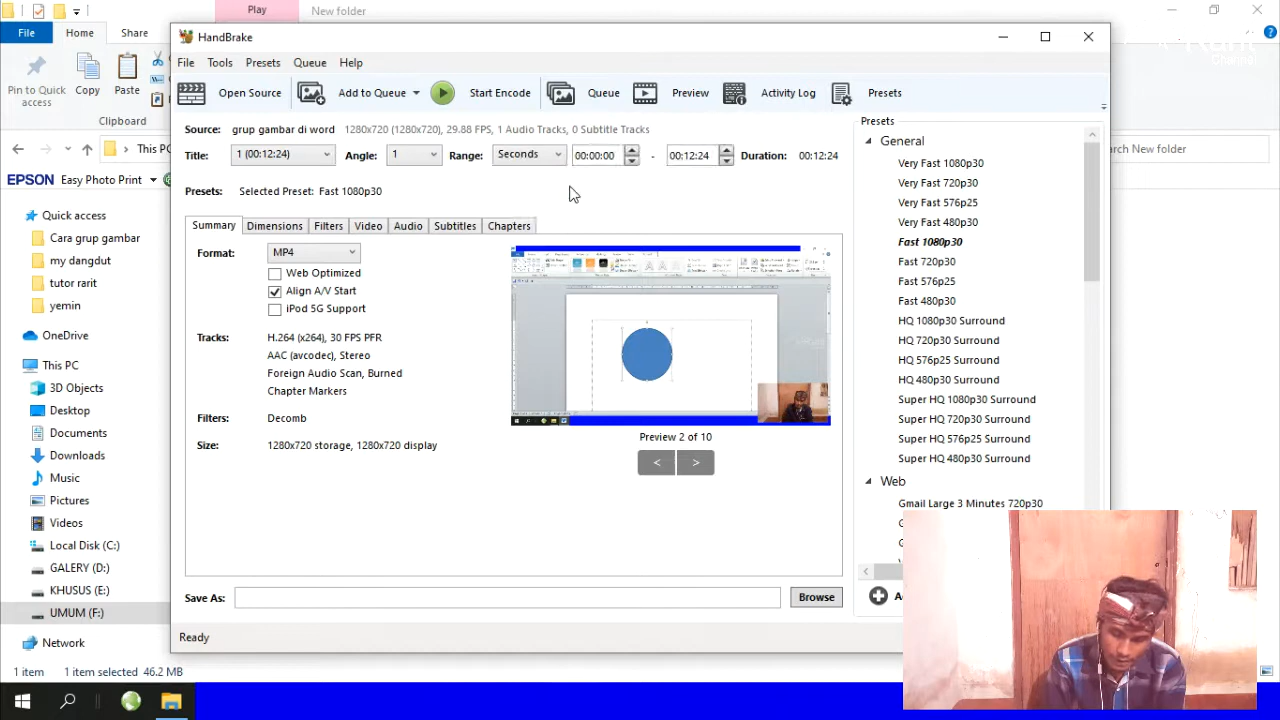 Play
New folder
File
Home
Share
HandBrake
File Tools Presets Queue Help
Pin to Quick access
Copy
Paste
Clipboard
Open Source
Add to Queue
Start Encode
Queue
Preview
Activity Log
Presets
Source: grup gambar di word 1280x720 (1280x720), 29.88 FPS, 1 Audio Tracks, 0 Subtitle Tracks
Title: 1 (00:12:24) Angle: 1 Range: Seconds 00:00:00 - 00:12:24 Duration: 00:12:24
Presets: Selected Preset: Fast 1080p30
Summary Dimensions Filters Video Audio Subtitles Chapters
Format: MP4
Web Optimized
Align A/V Start
iPod 5G Support
Tracks: H.264 (x264), 30 FPS PFR
AAC (avcodec), Stereo
Foreign Audio Scan, Burned
Chapter Markers
Filters: Decomb
Size: 1280x720 storage, 1280x720 display
Preview 2 of 10
<
>
Save As:
Browse
Ready
Presets
General
Very Fast 1080p30
Very Fast 720p30
Very Fast 576p25
Very Fast 480p30
Fast 1080p30
Fast 720p30
Fast 576p25
Fast 480p30
HQ 1080p30 Surround
HQ 720p30 Surround
HQ 576p25 Surround
HQ 480p30 Surround
Super HQ 1080p30 Surround
Super HQ 720p30 Surround
Super HQ 576p25 Surround
Super HQ 480p30 Surround
Web
Gmail Large 3 Minutes 720p30
This PC
New folder
EPSON Easy Photo Print
Quick access
Cara grup gambar
my dangdut
tutor rarit
yemin
OneDrive
This PC
3D Objects
Desktop
Documents
Downloads
Music
Pictures
Videos
Local Disk (C:)
GALERY (D:)
KHUSUS (E:)
UMUM (F:)
Network
1 item
1 item selected 46.2 MB
Channel